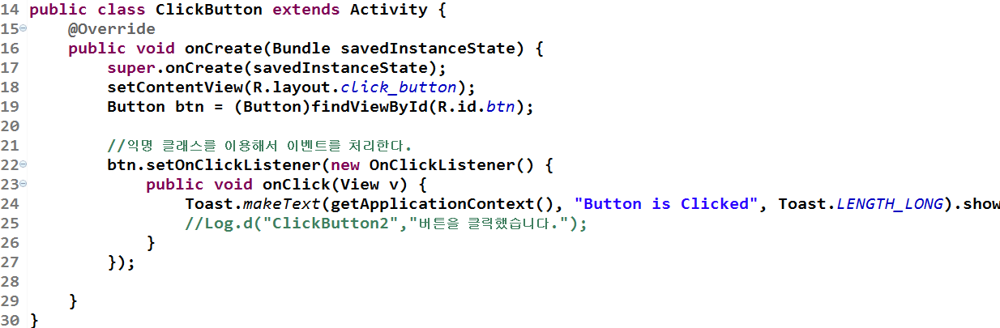 14 public class ClickButton extends Activity {
15     @Override
16     public void onCreate(Bundle savedInstanceState) {
17         super.onCreate(savedInstanceState);
18         setContentView(R.layout.click_button);
19         Button btn = (Button)findViewById(R.id.btn);
20
21         //익명 클래스를 이용해서 이벤트를 처리한다.
22         btn.setOnClickListener(new OnClickListener() {
23             public void onClick(View v) {
24                 Toast.makeText(getApplicationContext(), "Button is Clicked", Toast.LENGTH_LONG).show
25                 //Log.d("ClickButton2","버튼을 클릭했습니다.");
26             }
27         });
28
29     }
30 }